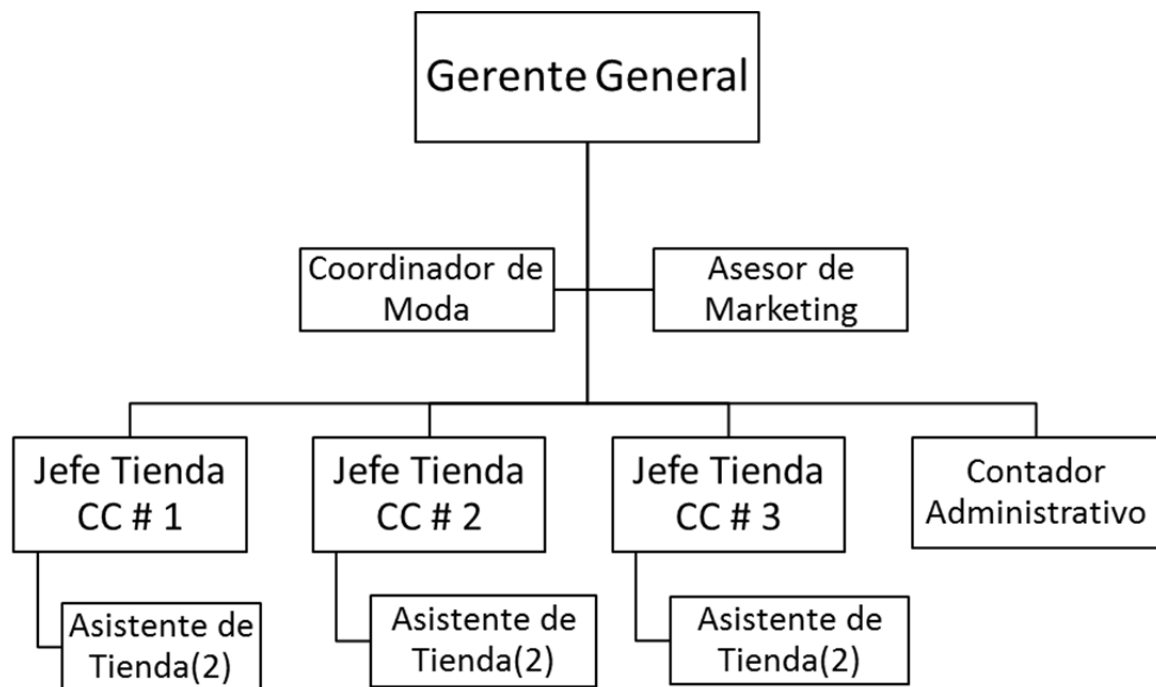 Gerente General
Coordinador de
Moda
Asesor de
Marketing
Jefe Tienda
CC # 1
Jefe Tienda
CC # 2
Jefe Tienda
CC # 3
Contador
Administrativo
Asistente de
Tienda(2)
Asistente de
Tienda(2)
Asistente de
Tienda(2)